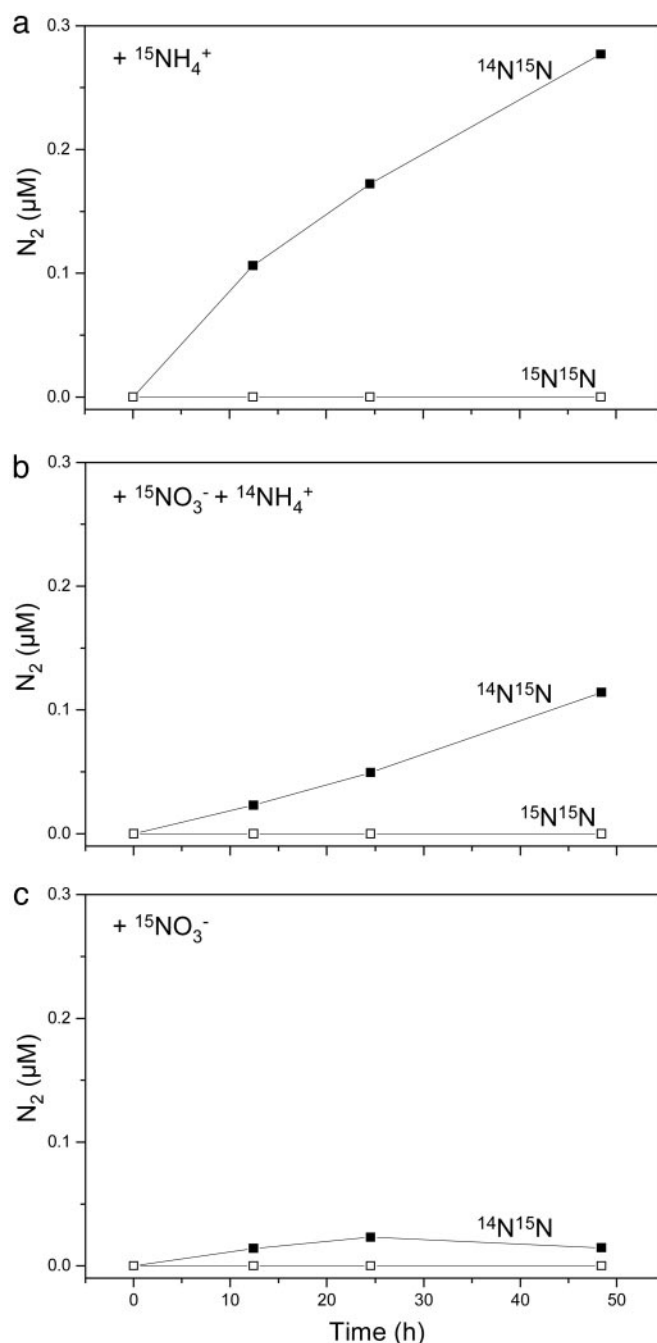 a
0.3
+ ¹⁵NH₄⁺
¹⁴N¹⁵N
0.2
N₂ (µM)
0.1
¹⁵N¹⁵N
0.0
b
0.3
+ ¹⁵NO₃⁻ + ¹⁴NH₄⁺
0.2
N₂ (µM)
¹⁴N¹⁵N
0.1
¹⁵N¹⁵N
0.0
c
0.3
+ ¹⁵NO₃⁻
0.2
N₂ (µM)
0.1
¹⁴N¹⁵N
0.0
0 10 20 30 40 50
Time (h)